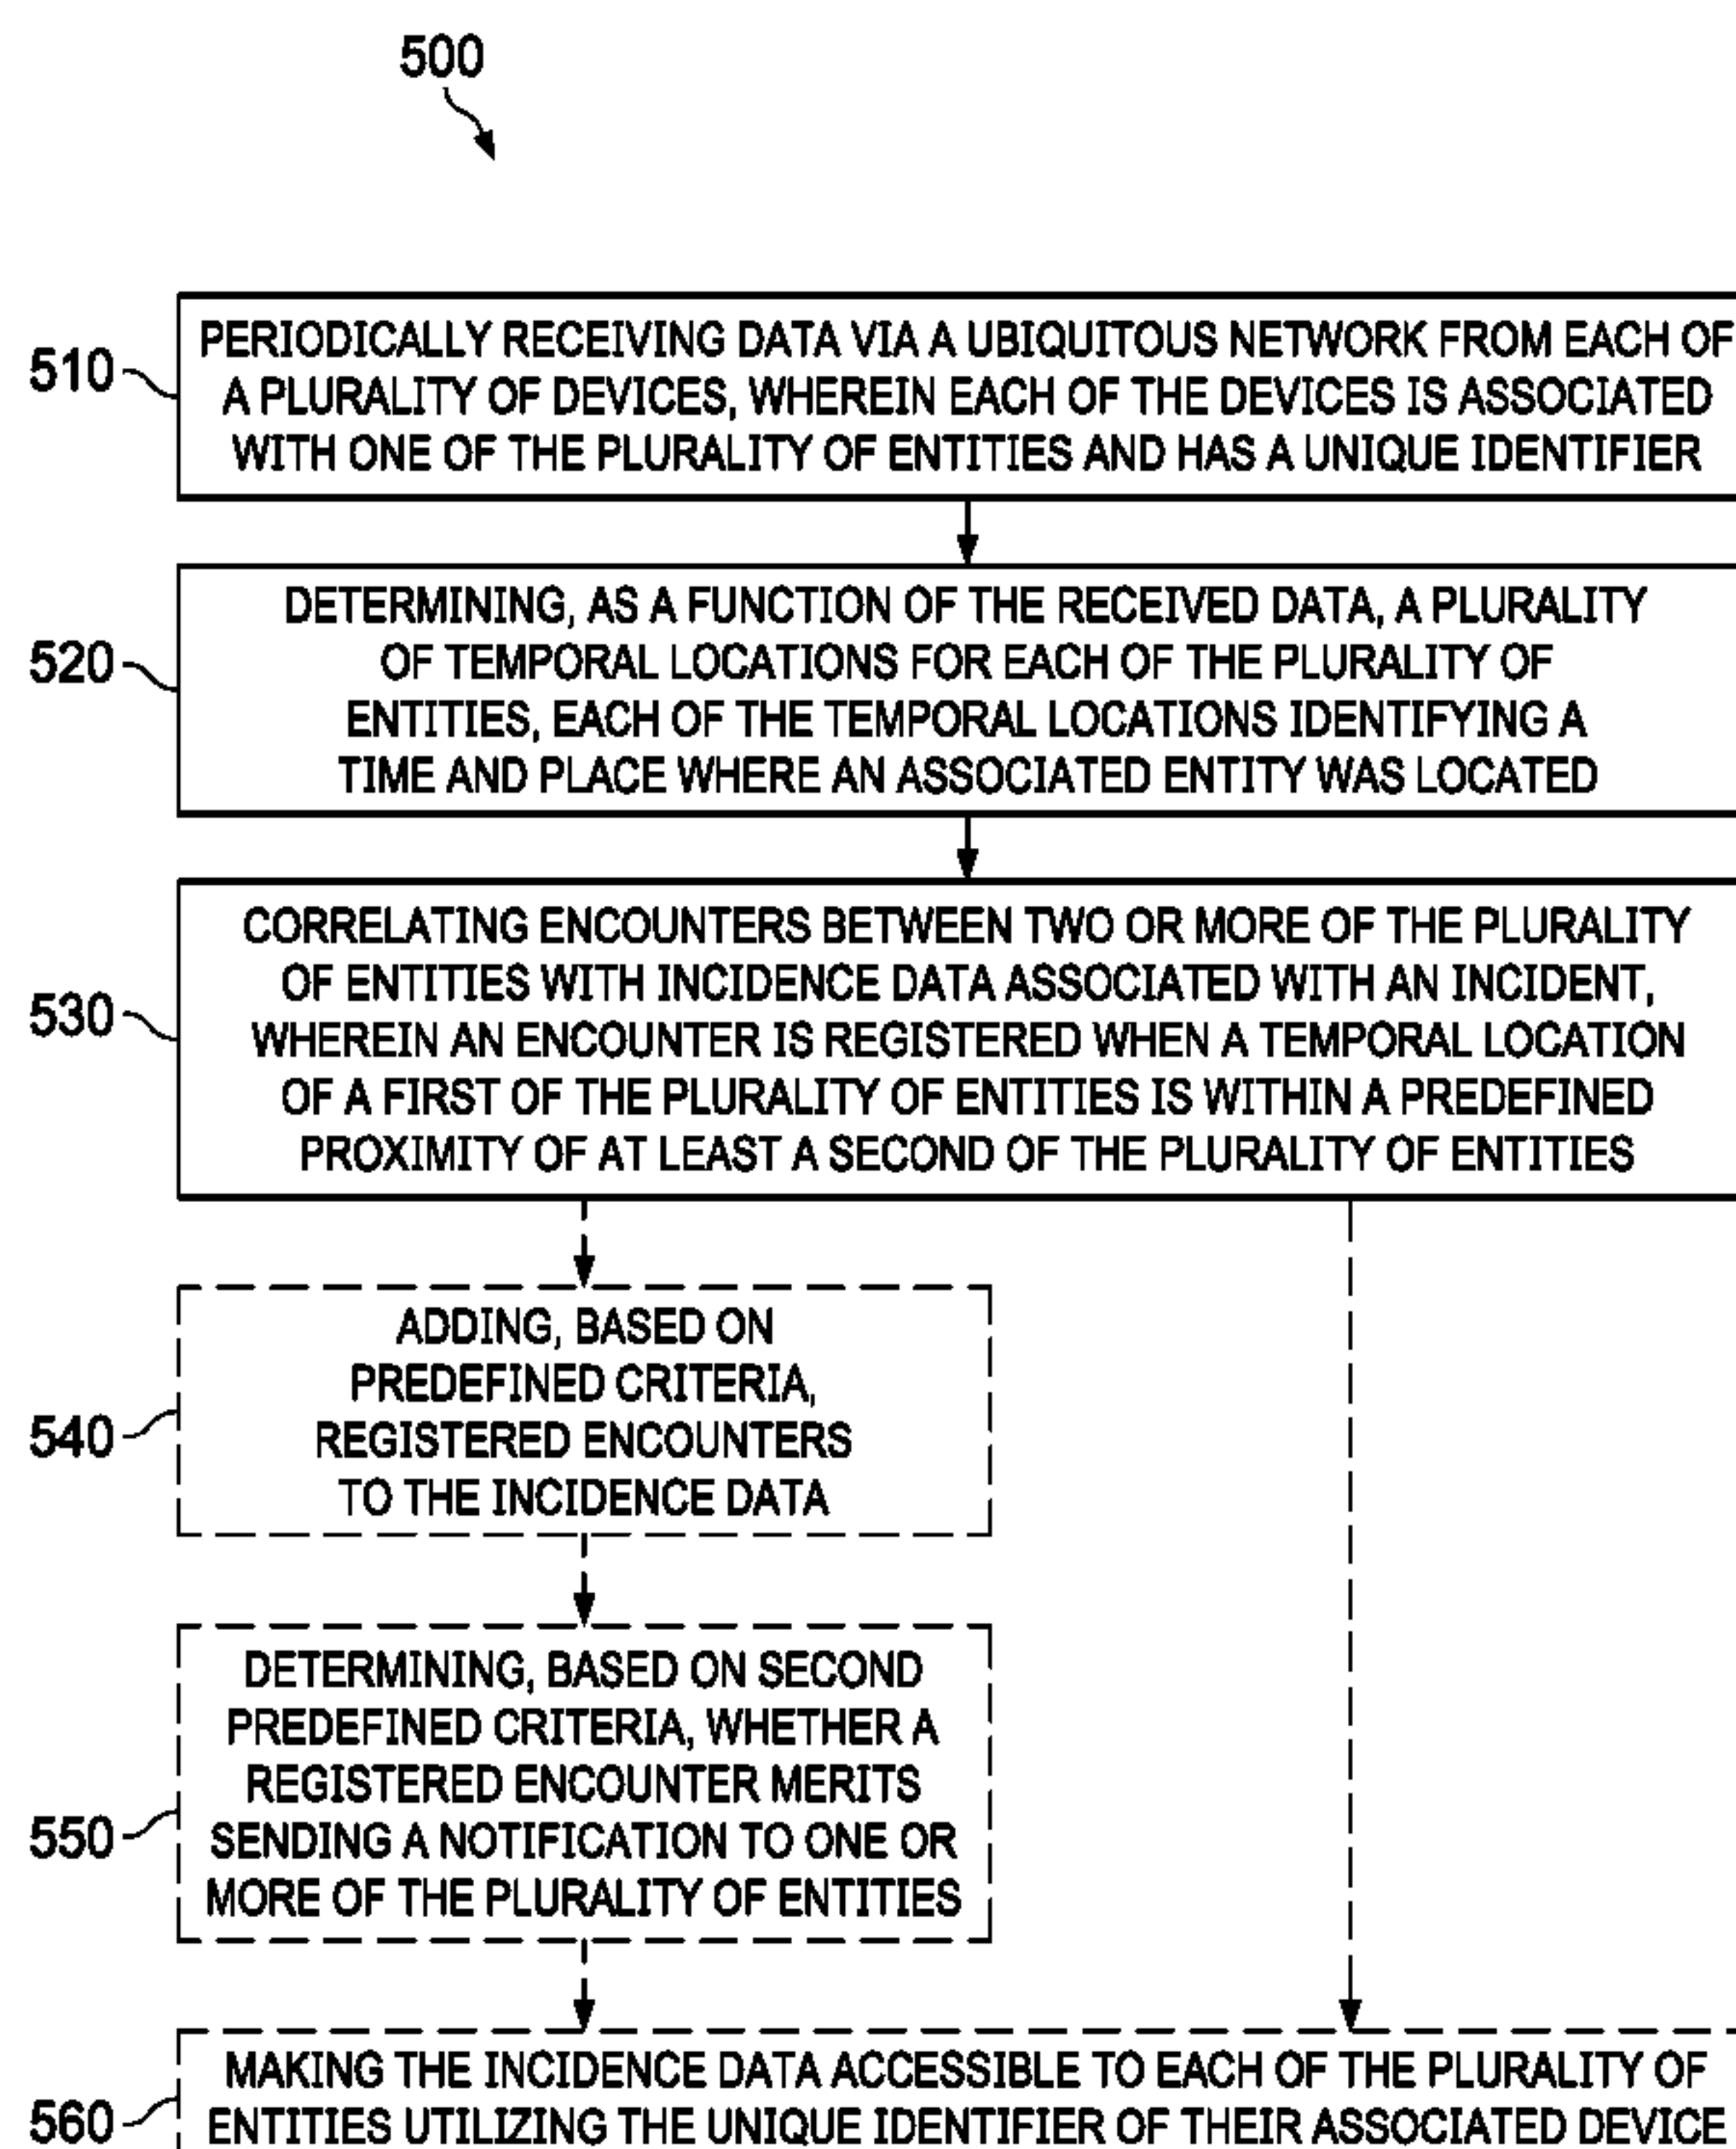 500
510
PERIODICALLY RECEIVING DATA VIA A UBIQUITOUS NETWORK FROM EACH OF
A PLURALITY OF DEVICES, WHEREIN EACH OF THE DEVICES IS ASSOCIATED
WITH ONE OF THE PLURALITY OF ENTITIES AND HAS A UNIQUE IDENTIFIER
520
DETERMINING, AS A FUNCTION OF THE RECEIVED DATA, A PLURALITY
OF TEMPORAL LOCATIONS FOR EACH OF THE PLURALITY OF
ENTITIES, EACH OF THE TEMPORAL LOCATIONS IDENTIFYING A
TIME AND PLACE WHERE AN ASSOCIATED ENTITY WAS LOCATED
530
CORRELATING ENCOUNTERS BETWEEN TWO OR MORE OF THE PLURALITY
OF ENTITIES WITH INCIDENCE DATA ASSOCIATED WITH AN INCIDENT,
WHEREIN AN ENCOUNTER IS REGISTERED WHEN A TEMPORAL LOCATION
OF A FIRST OF THE PLURALITY OF ENTITIES IS WITHIN A PREDEFINED
PROXIMITY OF AT LEAST A SECOND OF THE PLURALITY OF ENTITIES
540
ADDING, BASED ON
PREDEFINED CRITERIA,
REGISTERED ENCOUNTERS
TO THE INCIDENCE DATA
550
DETERMINING, BASED ON SECOND
PREDEFINED CRITERIA, WHETHER A
REGISTERED ENCOUNTER MERITS
SENDING A NOTIFICATION TO ONE OR
MORE OF THE PLURALITY OF ENTITIES
560
MAKING THE INCIDENCE DATA ACCESSIBLE TO EACH OF THE PLURALITY OF
ENTITIES UTILIZING THE UNIQUE IDENTIFIER OF THEIR ASSOCIATED DEVICE